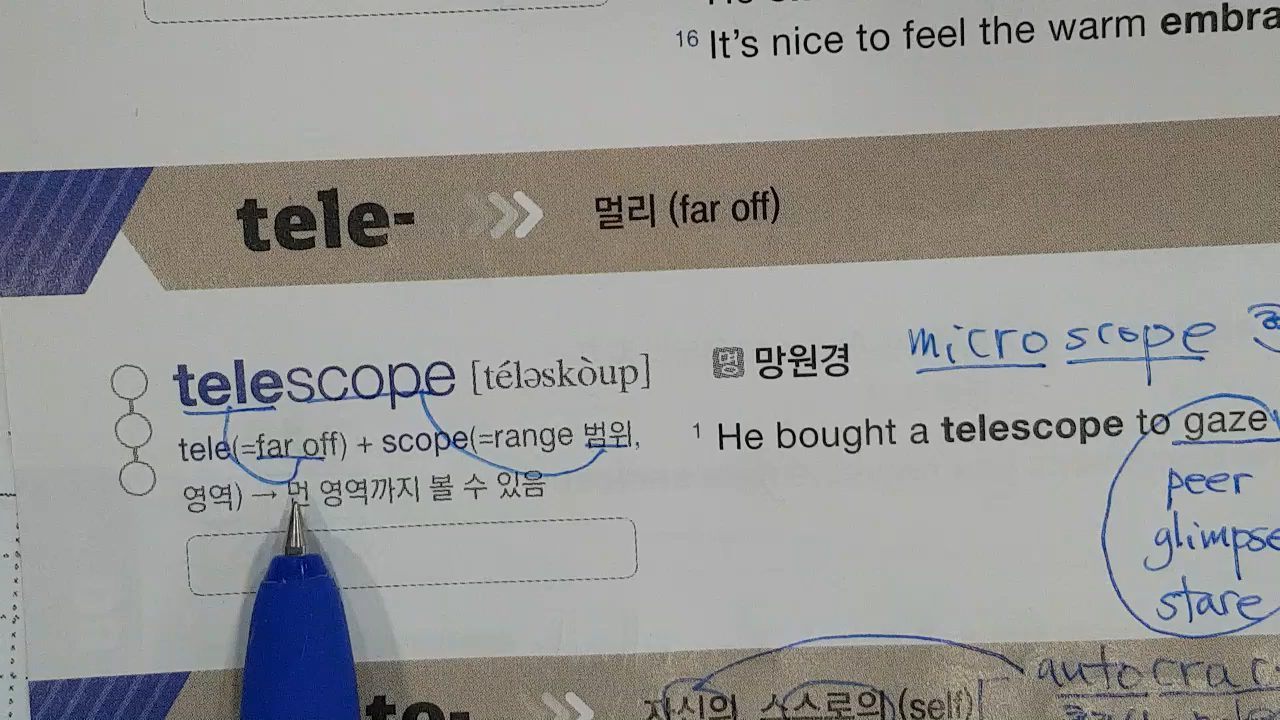 16 It's nice to feel the warm
tele- 멀리 (far off)
microscope
telescope [téləskòup] 명 망원경
tele(=far off) + scope(=range 범위,
영역) → 먼 영역까지 볼 수 있음
1 He bought a telescope to gaze
peer
glimpse
stare
자신의 스스로의(self)